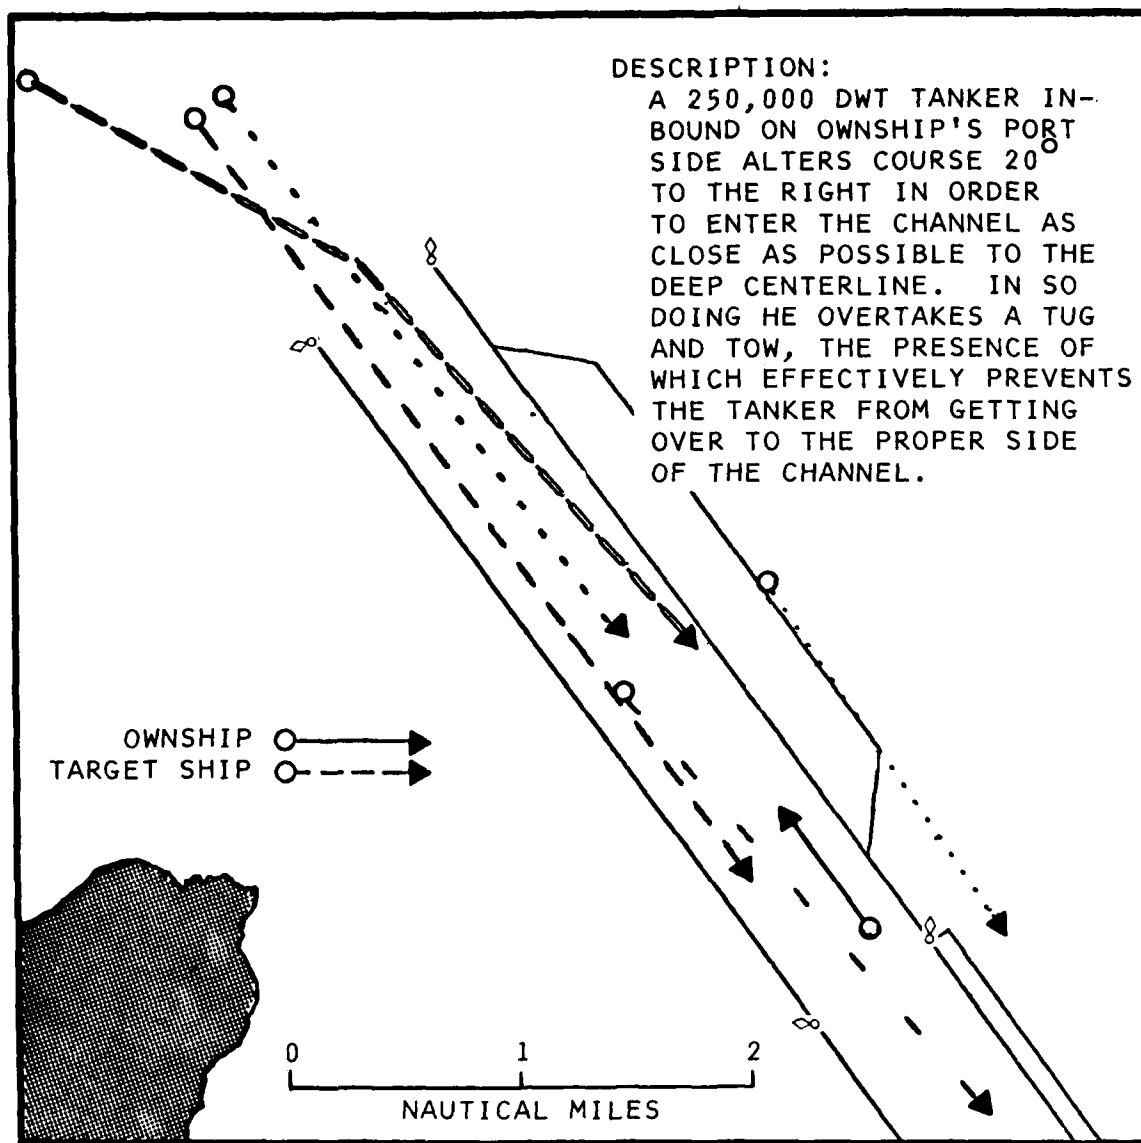 DESCRIPTION:
A 250,000 DWT TANKER IN-
BOUND ON OWNSHIP'S PORT
SIDE ALTERS COURSE 20°
TO THE RIGHT IN ORDER
TO ENTER THE CHANNEL AS
CLOSE AS POSSIBLE TO THE
DEEP CENTERLINE. IN SO
DOING HE OVERTAKES A TUG
AND TOW, THE PRESENCE OF
WHICH EFFECTIVELY PREVENTS
THE TANKER FROM GETTING
OVER TO THE PROPER SIDE
OF THE CHANNEL.
OWNSHIP
TARGET SHIP
0 1 2
NAUTICAL MILES